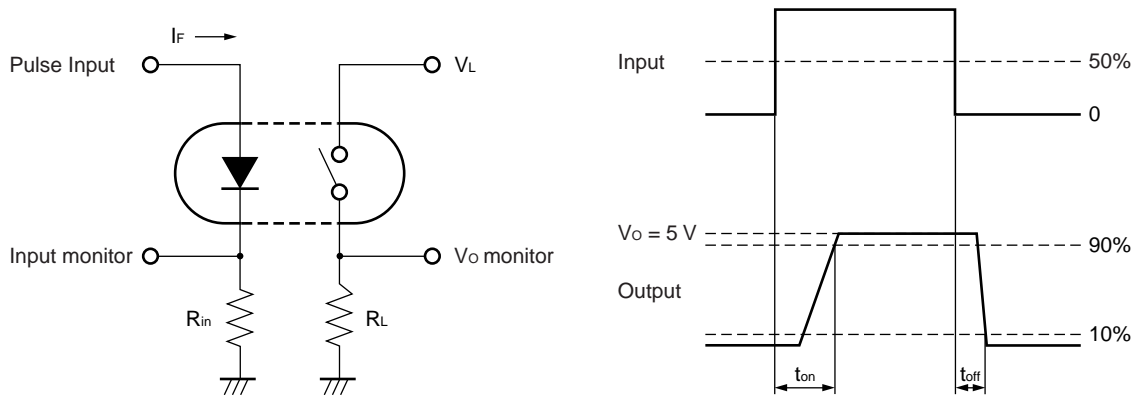 IF
Pulse Input
VL
Input monitor
VO monitor
Rin
RL
Input
50%
0
VO = 5 V
90%
Output
10%
ton
toff